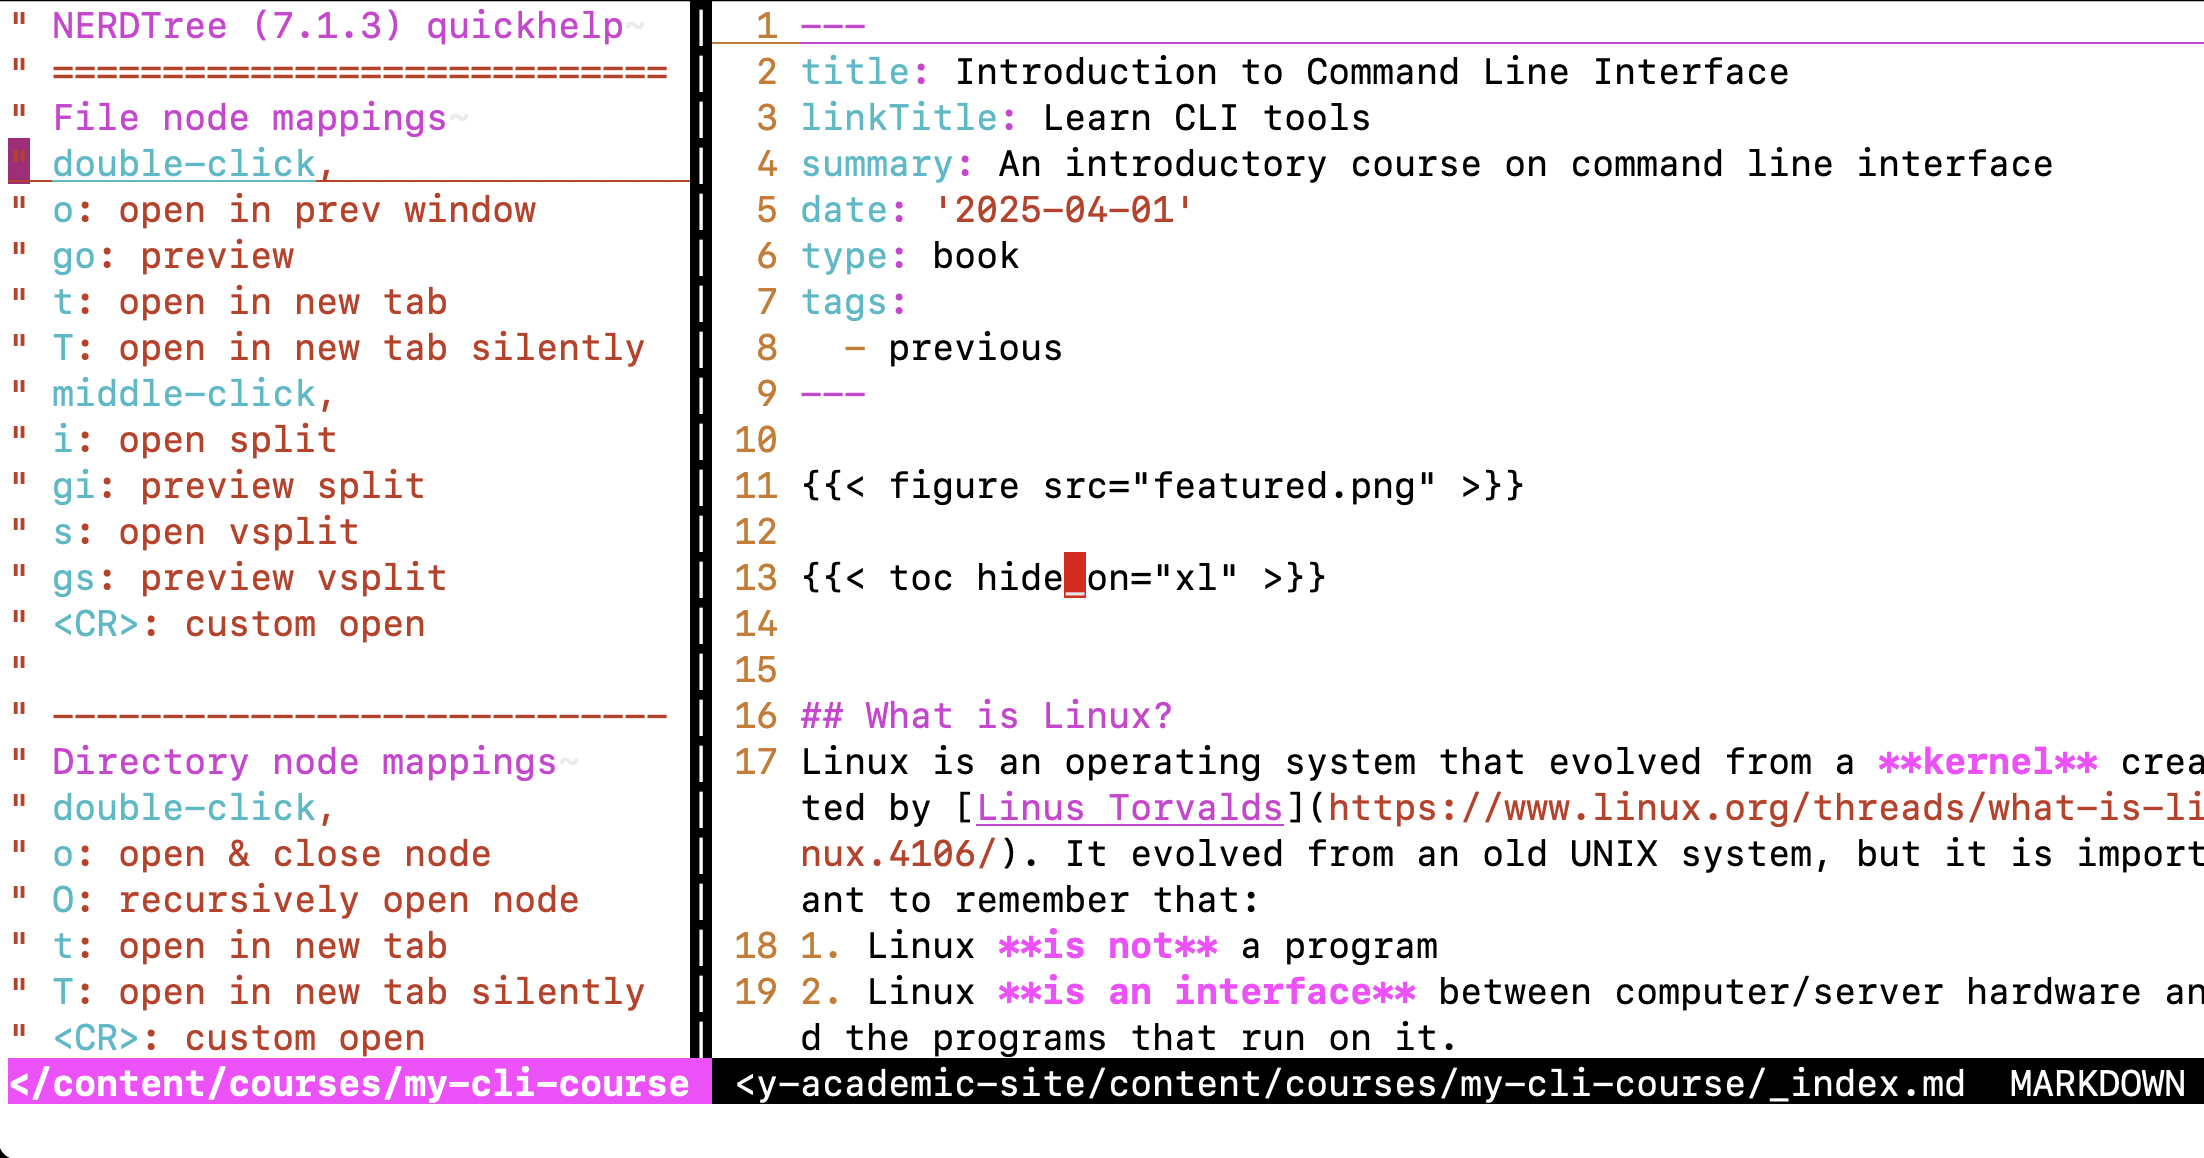 " NERDTree (7.1.3) quickhelp~
" ============================
" File node mappings~
" double-click,
" o: open in prev window
" go: preview
" t: open in new tab
" T: open in new tab silently
" middle-click,
" i: open split
" gi: preview split
" s: open vsplit
" gs: preview vsplit
" <CR>: custom open
"
" ----------------------------
" Directory node mappings~
" double-click,
" o: open & close node
" O: recursively open node
" t: open in new tab
" T: open in new tab silently
" <CR>: custom open
</content/courses/my-cli-course
1 ---
2 title: Introduction to Command Line Interface
3 linkTitle: Learn CLI tools
4 summary: An introductory course on command line interface
5 date: '2025-04-01'
6 type: book
7 tags:
8   - previous
9 ---
10
11 {{< figure src="featured.png" >}}
12
13 {{< toc hide_on="xl" >}}
14
15
16 ## What is Linux?
17 Linux is an operating system that evolved from a **kernel** crea
ted by [Linus Torvalds](https://www.linux.org/threads/what-is-li
nux.4106/). It evolved from an old UNIX system, but it is import
ant to remember that:
18 1. Linux **is not** a program
19 2. Linux **is an interface** between computer/server hardware an
d the programs that run on it.
<y-academic-site/content/courses/my-cli-course/_index.md  MARKDOWN